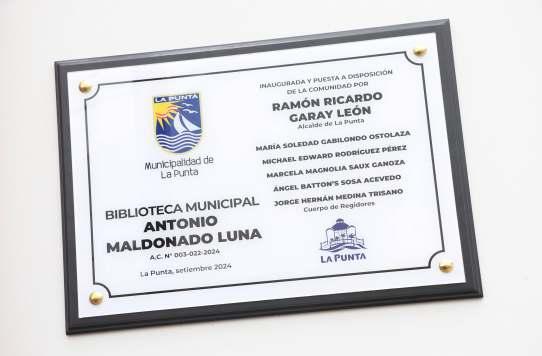 LA PUNTA
Municipalidad de
La Punta
BIBLIOTECA MUNICIPAL
ANTONIO
MALDONADO LUNA
A.C. N° 003-022-2024
La Punta, setiembre 2024
INAUGURADA Y PUESTA A DISPOSICIÓN
DE LA COMUNIDAD POR
RAMÓN RICARDO
GARAY LEÓN
Alcalde de La Punta
MARÍA SOLEDAD GABILONDO OSTOLAZA
MICHAEL EDWARD RODRÍGUEZ PÉREZ
MARCELA MAGNOLIA SAUX GANOZA
ÁNGEL BATTON'S SOSA ACEVEDO
JORGE HERNÁN MEDINA TRISANO
Cuerpo de Regidores
LA PUNTA